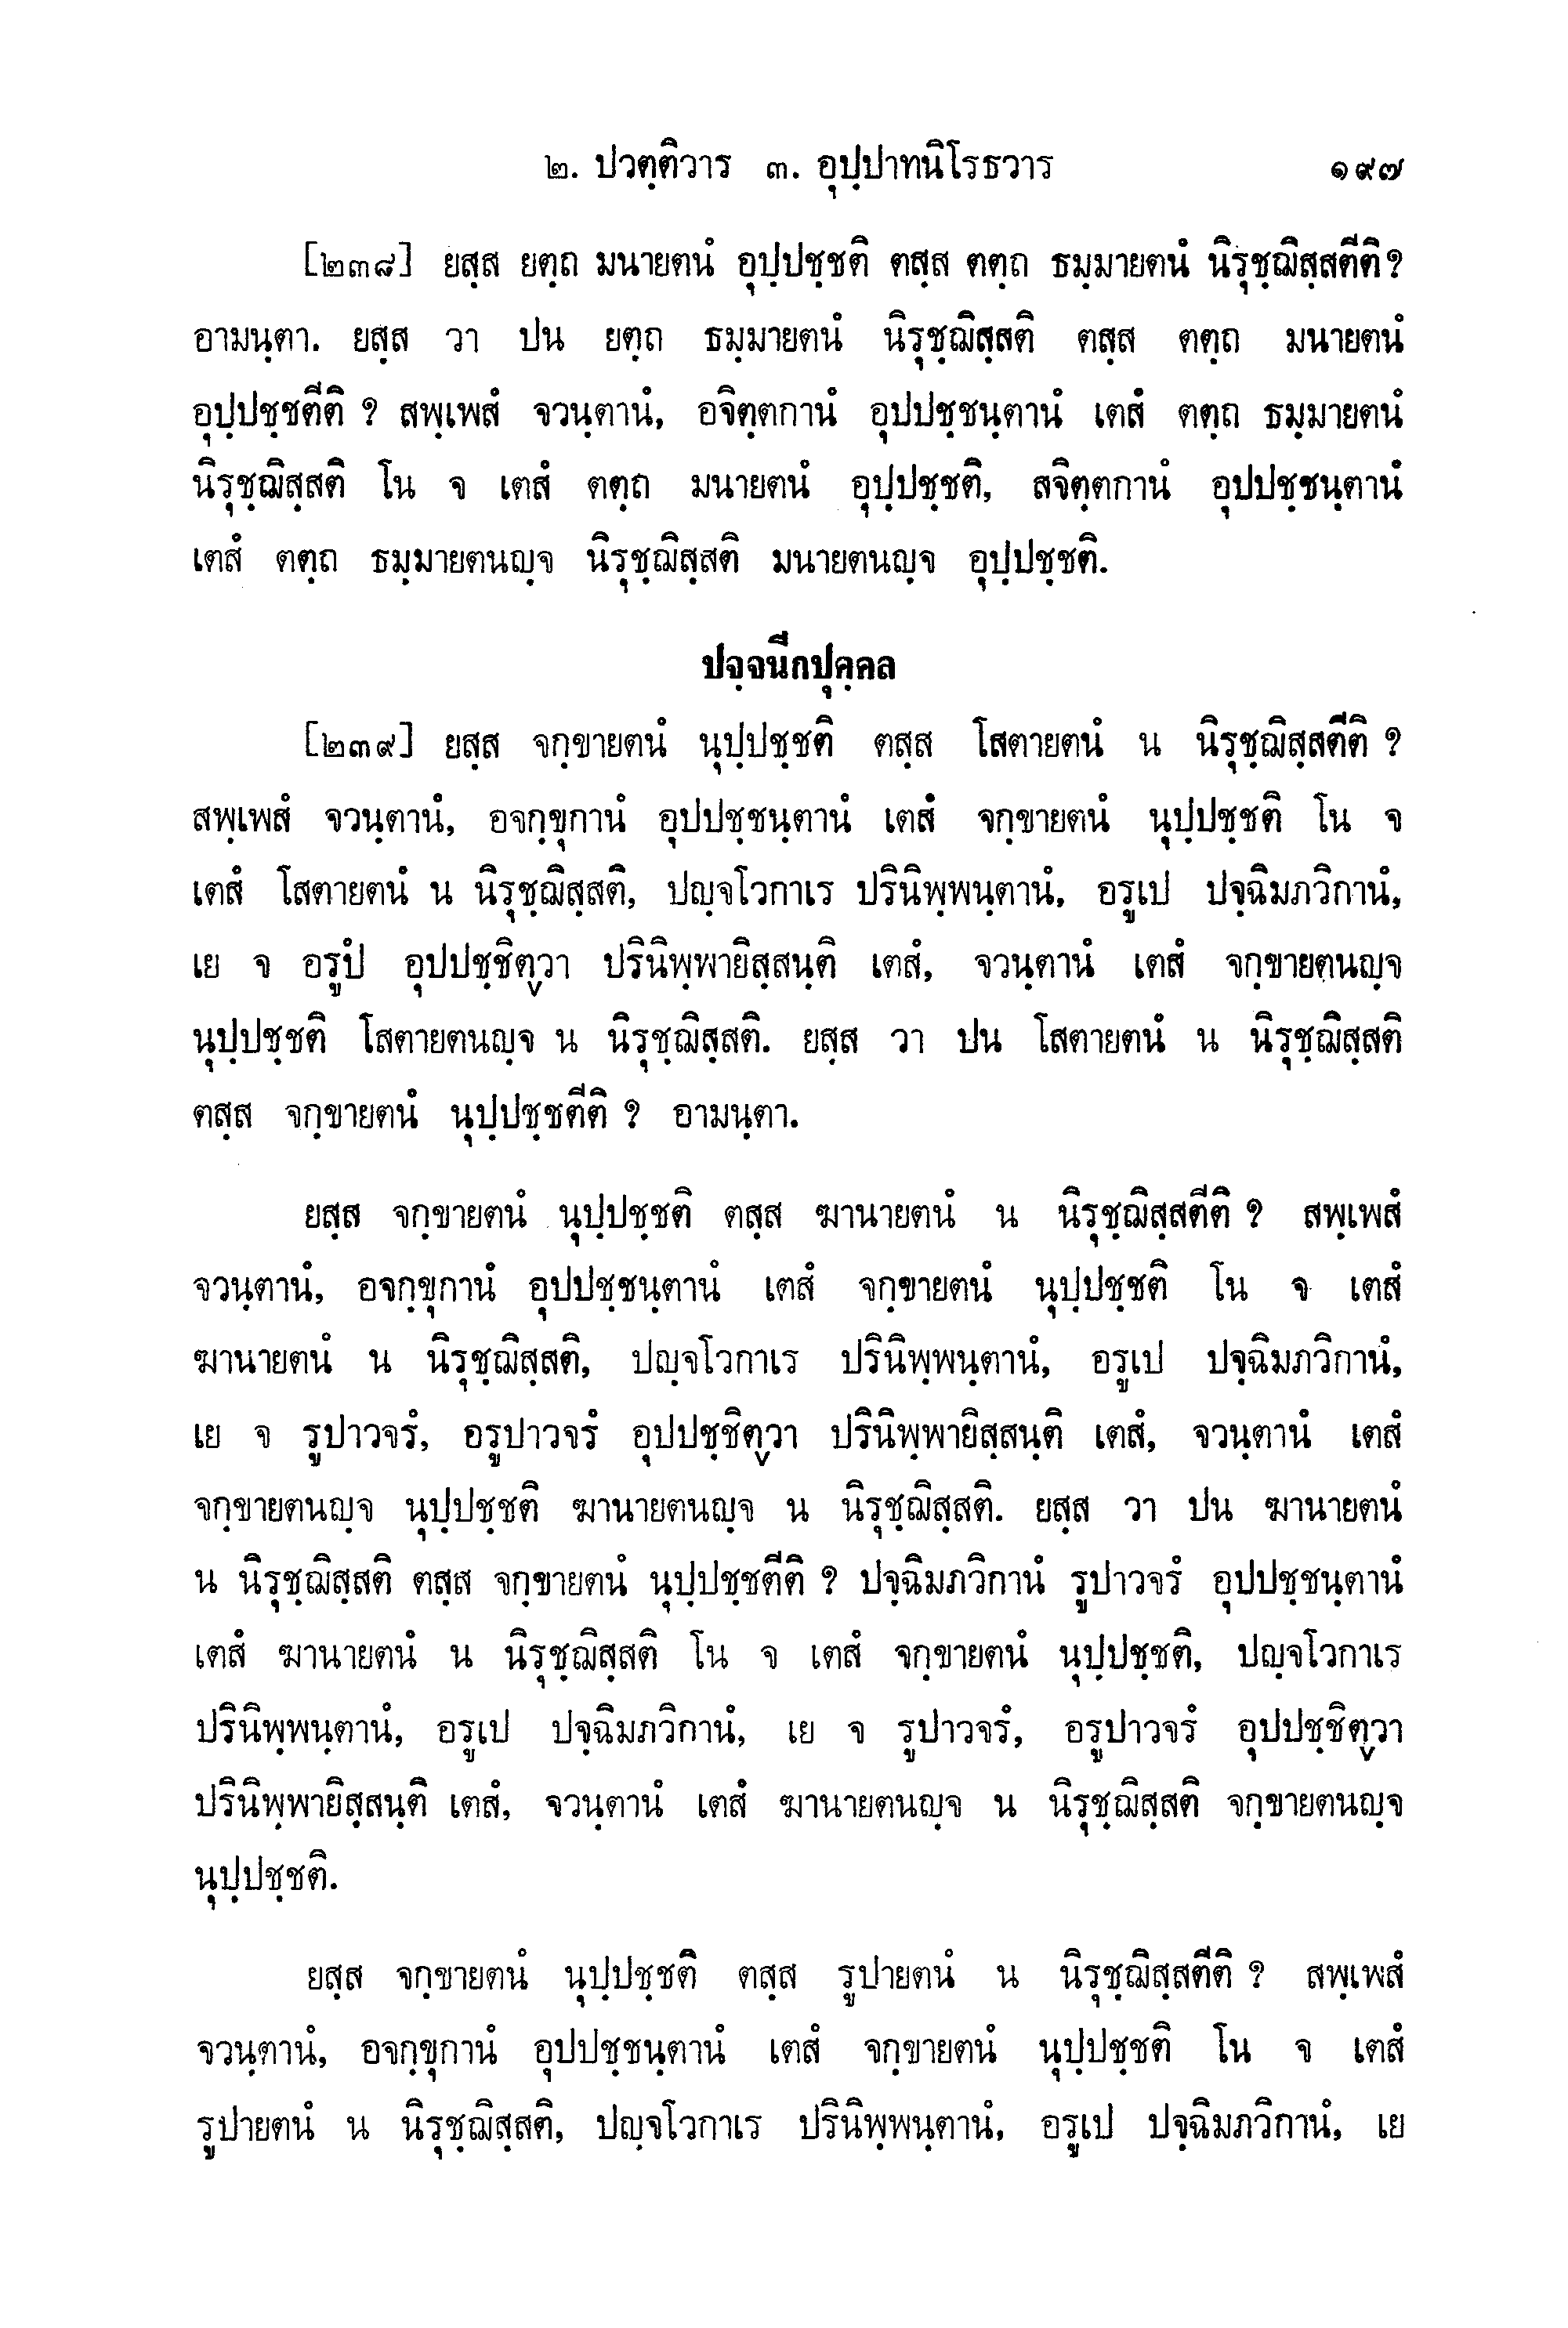 ๒. ปวตฺติวาร ๓. อุปฺปาทนิโรธวาร ๑๙๗
[๒๓๘] ยสฺส ยตฺถ มนายตนํ อุปฺปชฺชติ ตสฺส ตตฺถ ธมฺมายตนํ นิรุชฺฌิสฺสตีติ?
อามนฺตา. ยสฺส วา ปน ยตฺถ ธมฺมายตนํ นิรุชฺฌิสฺสติ ตสฺส ตตฺถ มนายตนํ
อุปฺปชฺชตีติ ? สพฺเพสํ จวนฺตานํ, อจิตฺตกานํ อุปปชฺชนฺตานํ เตสํ ตตฺถ ธมฺมายตนํ
นิรุชฺฌิสฺสติ โน จ เตสํ ตตฺถ มนายตนํ อุปฺปชฺชติ, สจิตฺตกานํ อุปปชฺชนฺตานํ
เตสํ ตตฺถ ธมฺมายตนญฺจ นิรุชฺฌิสฺสติ มนายตนญฺจ อุปฺปชฺชติ.
ปจฺจนีกปุคฺคล
[๒๓๙] ยสฺส จกฺขายตนํ นุปฺปชฺชติ ตสฺส โสตายตนํ น นิรุชฺฌิสฺสตีติ ?
สพฺเพสํ จวนฺตานํ, อจกฺขุกานํ อุปปชฺชนฺตานํ เตสํ จกฺขายตนํ นุปฺปชฺชติ โน จ
เตสํ โสตายตนํ น นิรุชฺฌิสฺสติ, ปญฺจโวกาเร ปรินิพฺพนฺตานํ, อรูเป ปจฺฉิมภวิกานํ,
เย จ อรูปํ อุปปชฺชิตฺวา ปรินิพฺพายิสฺสนฺติ เตสํ, จวนฺตานํ เตสํ จกฺขายตนญฺจ
นุปฺปชฺชติ โสตายตนญฺจ น นิรุชฺฌิสฺสติ. ยสฺส วา ปน โสตายตนํ น นิรุชฺฌิสฺสติ
ตสฺส จกฺขายตนํ นุปฺปชฺชตีติ ? อามนฺตา.
ยสฺส จกฺขายตนํ นุปฺปชฺชติ ตสฺส ฆานายตนํ น นิรุชฺฌิสฺสตีติ ? สพฺเพสํ
จวนฺตานํ, อจกฺขุกานํ อุปปชฺชนฺตานํ เตสํ จกฺขายตนํ นุปฺปชฺชติ โน จ เตสํ
ฆานายตนํ น นิรุชฺฌิสฺสติ, ปญฺจโวกาเร ปรินิพฺพนฺตานํ, อรูเป ปจฺฉิมภวิกานํ,
เย จ รูปาวจรํ, อรูปาวจรํ อุปปชฺชิตฺวา ปรินิพฺพายิสฺสนฺติ เตสํ, จวนฺตานํ เตสํ
จกฺขายตนญฺจ นุปฺปชฺชติ ฆานายตนญฺจ น นิรุชฺฌิสฺสติ. ยสฺส วา ปน ฆานายตนํ
น นิรุชฺฌิสฺสติ ตสฺส จกฺขายตนํ นุปฺปชฺชตีติ ? ปจฺฉิมภวิกานํ รูปาวจรํ อุปปชฺชนฺตานํ
เตสํ ฆานายตนํ น นิรุชฺฌิสฺสติ โน จ เตสํ จกฺขายตนํ นุปฺปชฺชติ, ปญฺจโวกาเร
ปรินิพฺพนฺตานํ, อรูเป ปจฺฉิมภวิกานํ, เย จ รูปาวจรํ, อรูปาวจรํ อุปปชฺชิตฺวา
ปรินิพฺพายิสฺสนฺติ เตสํ, จวนฺตานํ เตสํ ฆานายตนญฺจ น นิรุชฺฌิสฺสติ จกฺขายตนญฺจ
นุปฺปชฺชติ.
ยสฺส จกฺขายตนํ นุปฺปชฺชติ ตสฺส รูปายตนํ น นิรุชฺฌิสฺสตีติ ? สพฺเพสํ
จวนฺตานํ, อจกฺขุกานํ อุปปชฺชนฺตานํ เตสํ จกฺขายตนํ นุปฺปชฺชติ โน จ เตสํ
รูปายตนํ น นิรุชฺฌิสฺสติ, ปญฺจโวกาเร ปรินิพฺพนฺตานํ, อรูเป ปจฺฉิมภวิกานํ, เย